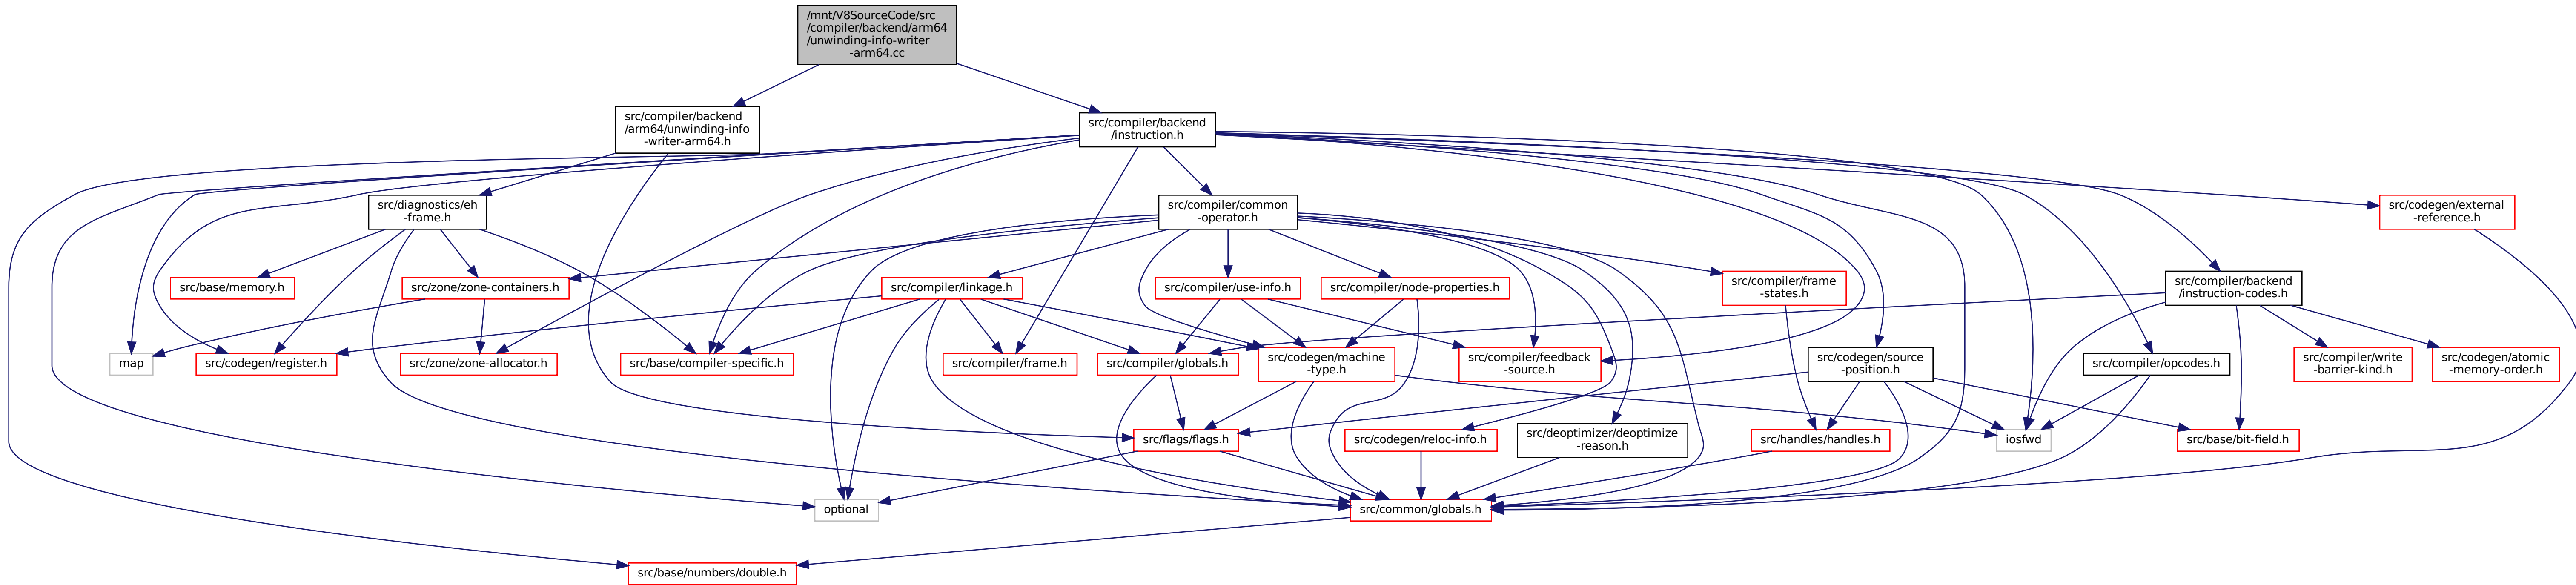 /mnt/V8SourceCode/src
/compiler/backend/arm64
/unwinding-info-writer
-arm64.cc
src/compiler/backend
/arm64/unwinding-info
-writer-arm64.h
src/compiler/backend
/instruction.h
src/diagnostics/eh
-frame.h
src/compiler/common
-operator.h
src/codegen/external
-reference.h
src/base/memory.h
src/zone/zone-containers.h
src/compiler/linkage.h
src/compiler/use-info.h
src/compiler/node-properties.h
src/compiler/frame
-states.h
src/compiler/backend
/instruction-codes.h
map
src/codegen/register.h
src/zone/zone-allocator.h
src/base/compiler-specific.h
src/compiler/frame.h
src/compiler/globals.h
src/codegen/machine
-type.h
src/compiler/feedback
-source.h
src/codegen/source
-position.h
src/compiler/opcodes.h
src/compiler/write
-barrier-kind.h
src/codegen/atomic
-memory-order.h
src/flags/flags.h
src/codegen/reloc-info.h
src/deoptimizer/deoptimize
-reason.h
src/handles/handles.h
iosfwd
src/base/bit-field.h
optional
src/common/globals.h
src/base/numbers/double.h